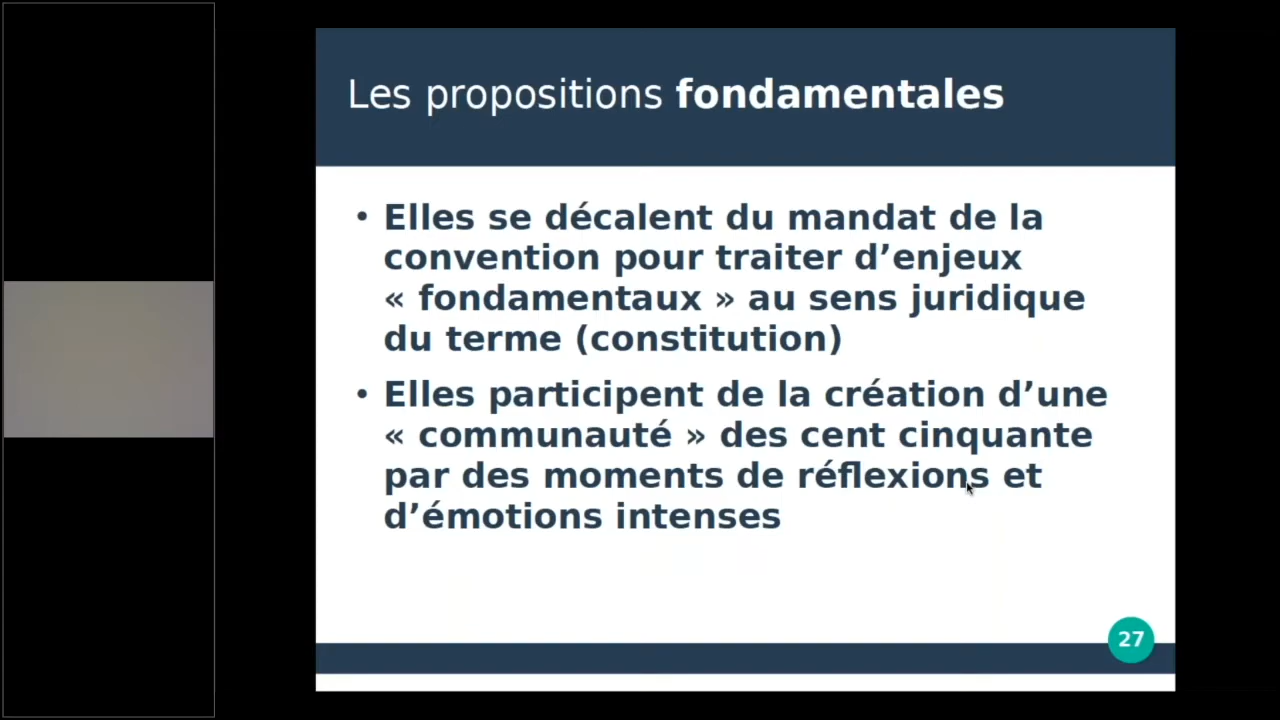 Les propositions fondamentales
• Elles se décalent du mandat de la
convention pour traiter d’enjeux
« fondamentaux » au sens juridique
du terme (constitution)
• Elles participent de la création d’une
« communauté » des cent cinquante
par des moments de réflexions et
d’émotions intenses
27